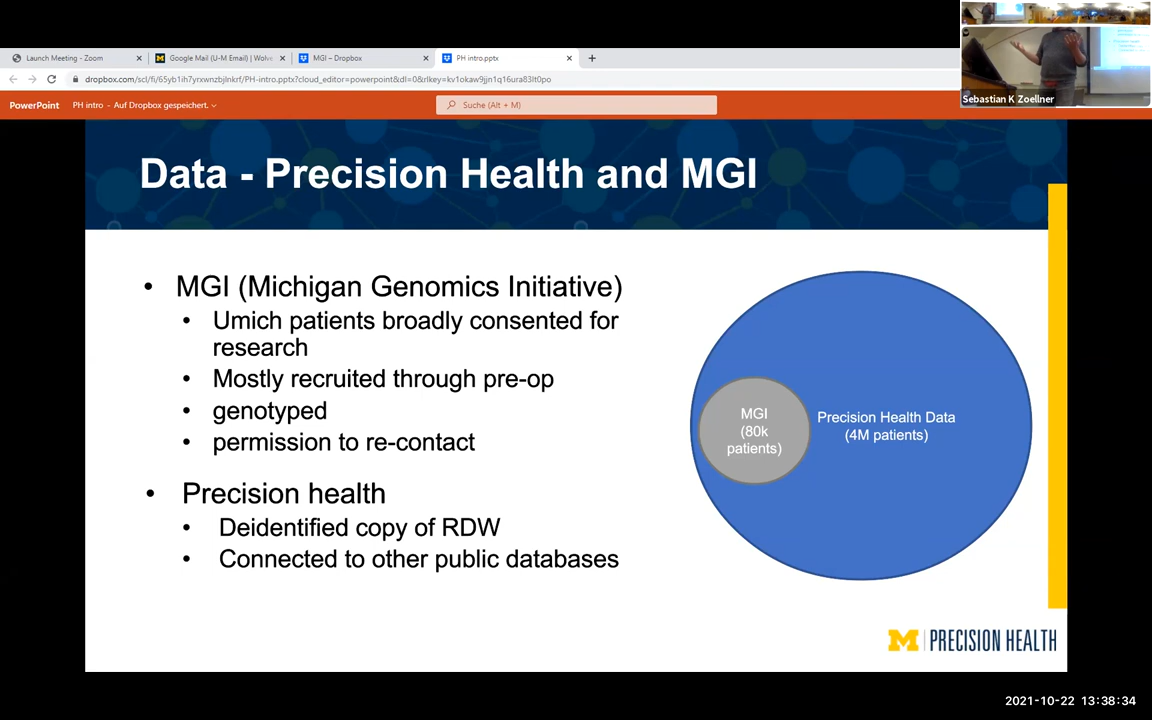 Launch Meeting - Zoom
Google Mail (U-M Email) | Wolve
MGI – Dropbox
PH intro.pptx
dropbox.com/scl/fi/65yb1ih7yrxwnzbjlnkrf/PH-intro.pptx?cloud_editor=powerpoint&dl=0&rlkey=kv1okaw9jjn1q16ura83lt0po
PowerPoint
PH intro - Auf Dropbox gespeichert.
Suche (Alt + M)
Sebastian K Zoellner
Data - Precision Health and MGI
• MGI (Michigan Genomics Initiative)
• Umich patients broadly consented for
research
• Mostly recruited through pre-op
• genotyped
• permission to re-contact
• Precision health
• Deidentified copy of RDW
• Connected to other public databases
MGI
(80k
patients)
Precision Health Data
(4M patients)
M | PRECISION HEALTH
2021-10-22 13:38:34